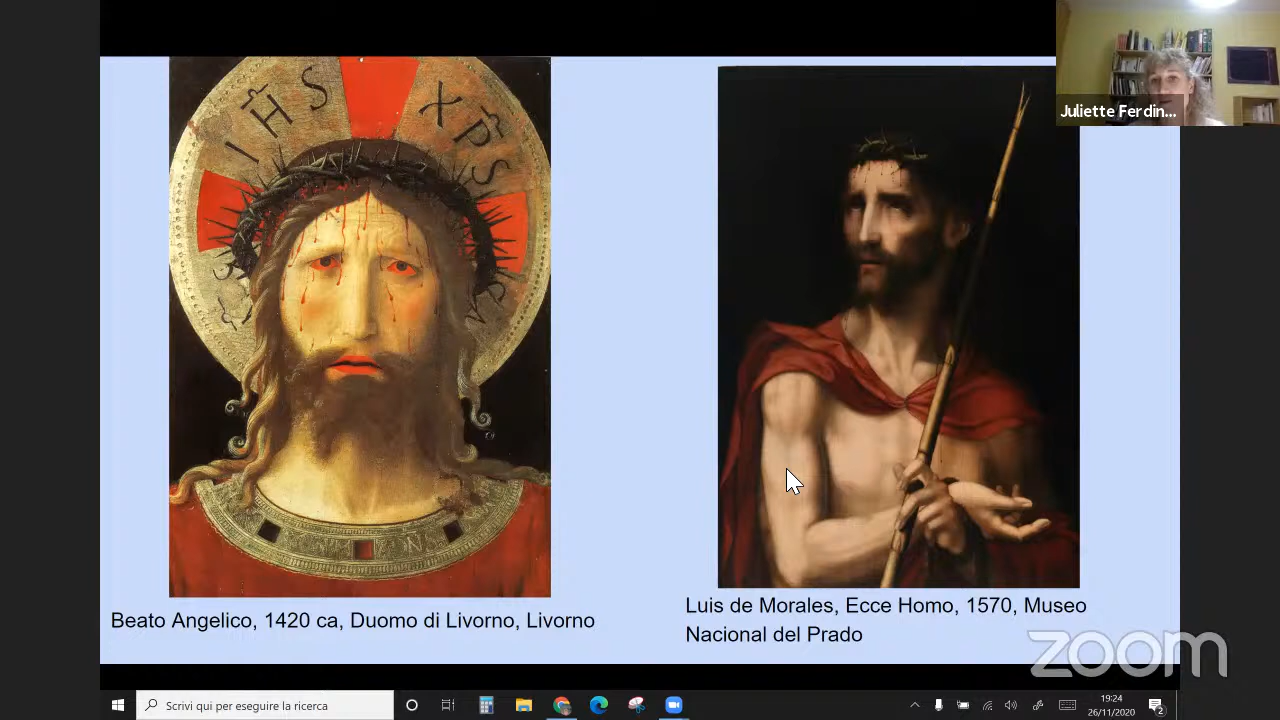 IHS
XPS
Juliette Ferdin...
Beato Angelico, 1420 ca, Duomo di Livorno, Livorno
Luis de Morales, Ecce Homo, 1570, Museo
Nacional del Prado
zoom
Scrivi qui per eseguire la ricerca
19:24
26/11/2020
2